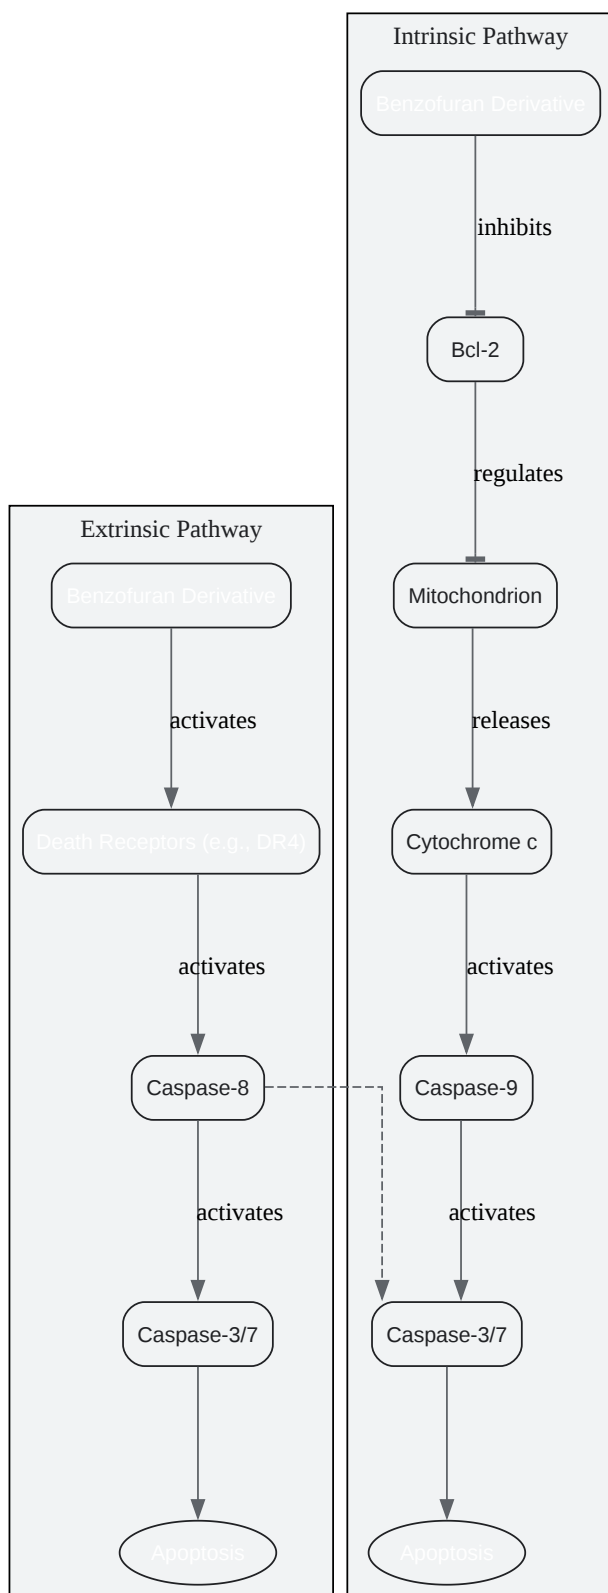 Intrinsic Pathway
Benzofuran Derivative
inhibits
Bcl-2
regulates
Mitochondrion
releases
Cytochrome c
activates
Caspase-9
activates
Caspase-3/7
Apoptosis
Extrinsic Pathway
Benzofuran Derivative
activates
Death Receptors (e.g., DR4)
activates
Caspase-8
activates
Caspase-3/7
Apoptosis